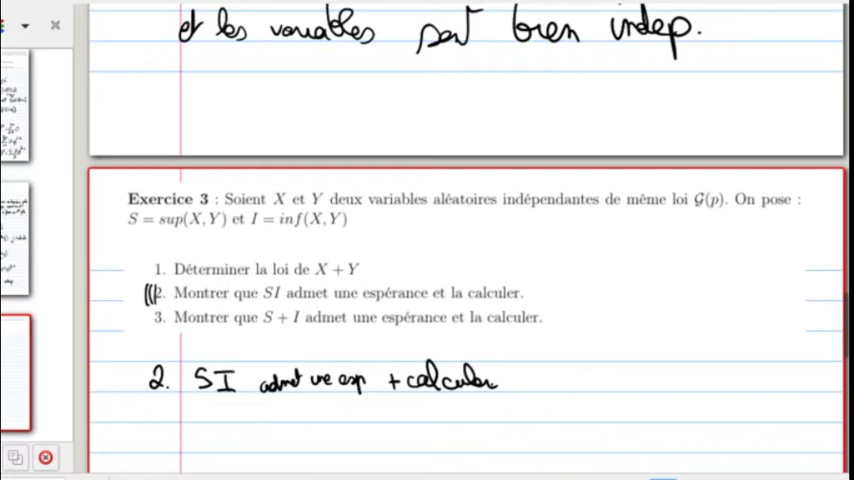 et les variables sont bien indep.
Exercice 3 : Soient X et Y deux variables aléatoires indépendantes de même loi G(p). On pose :
S = sup(X, Y) et I = inf(X, Y)
1. Déterminer la loi de X + Y
2. Montrer que SI admet une espérance et la calculer.
3. Montrer que S + I admet une espérance et la calculer.
2. SI admet une esp + calculer